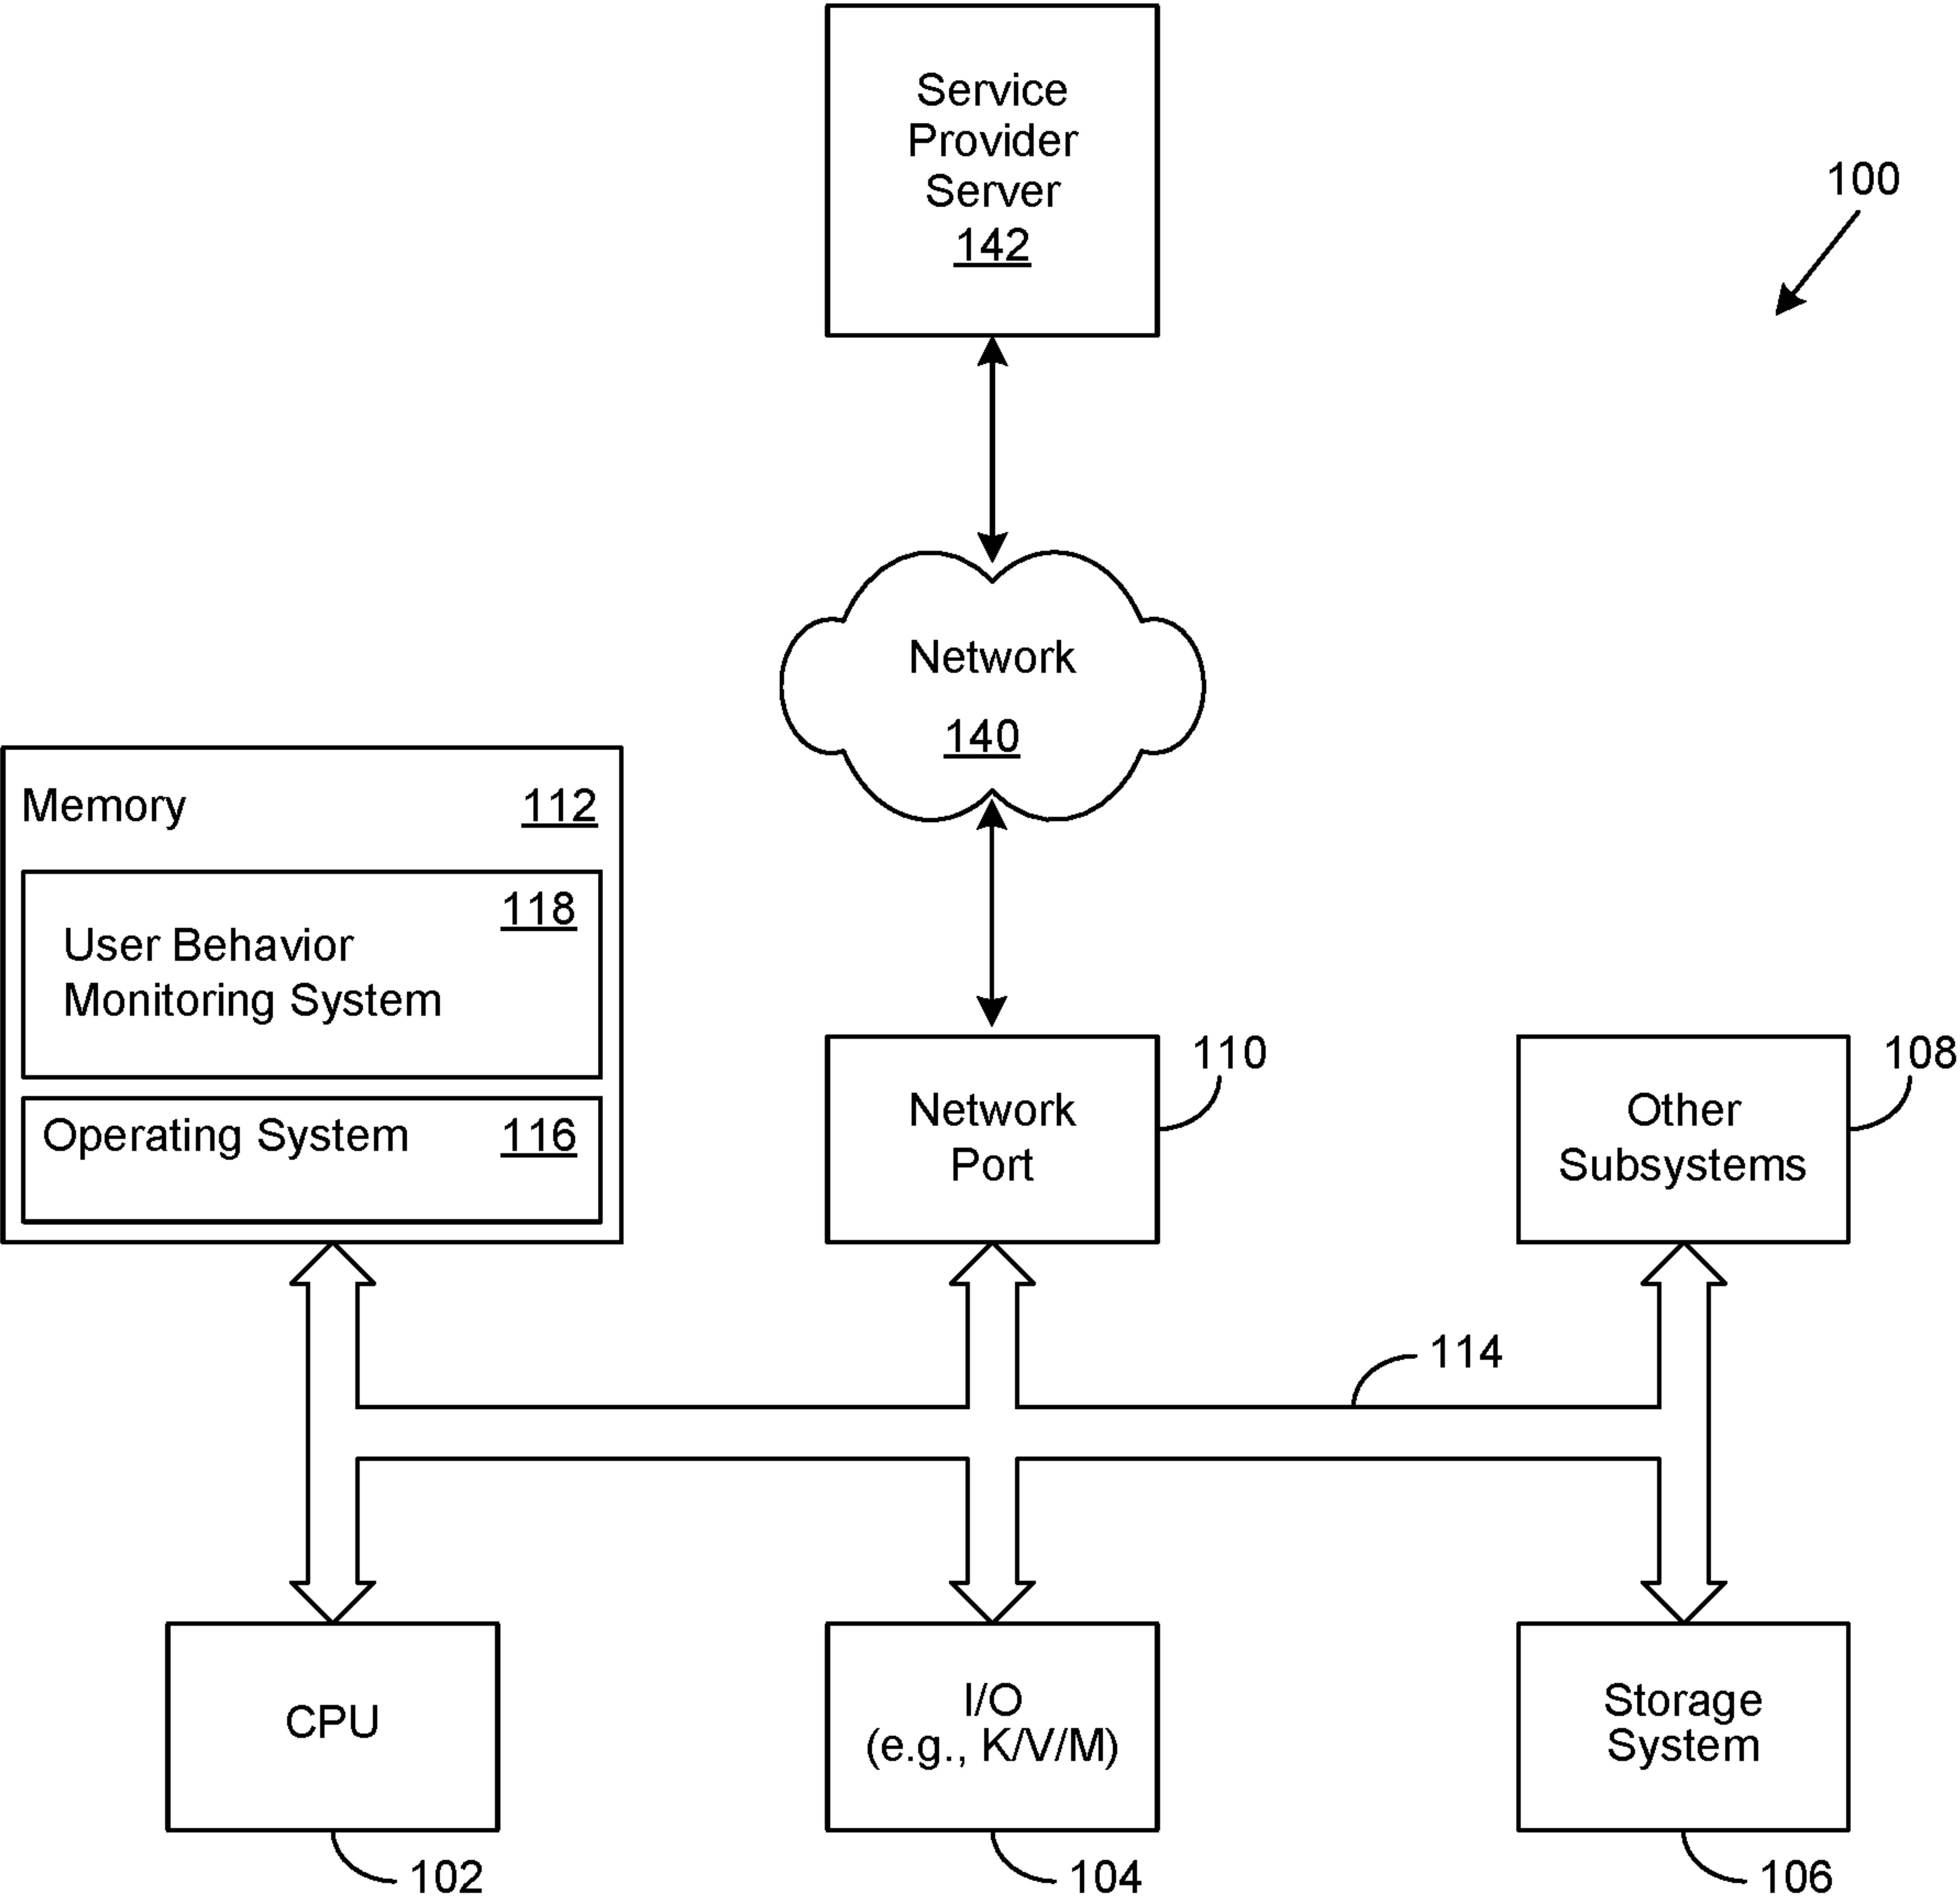 Service
Provider
Server
142
100
Network
140
Memory 112
118
User Behavior
Monitoring System
Operating System 116
Network
Port
110
Other
Subsystems
108
114
CPU
102
I/O
(e.g., K/V/M)
104
Storage
System
106